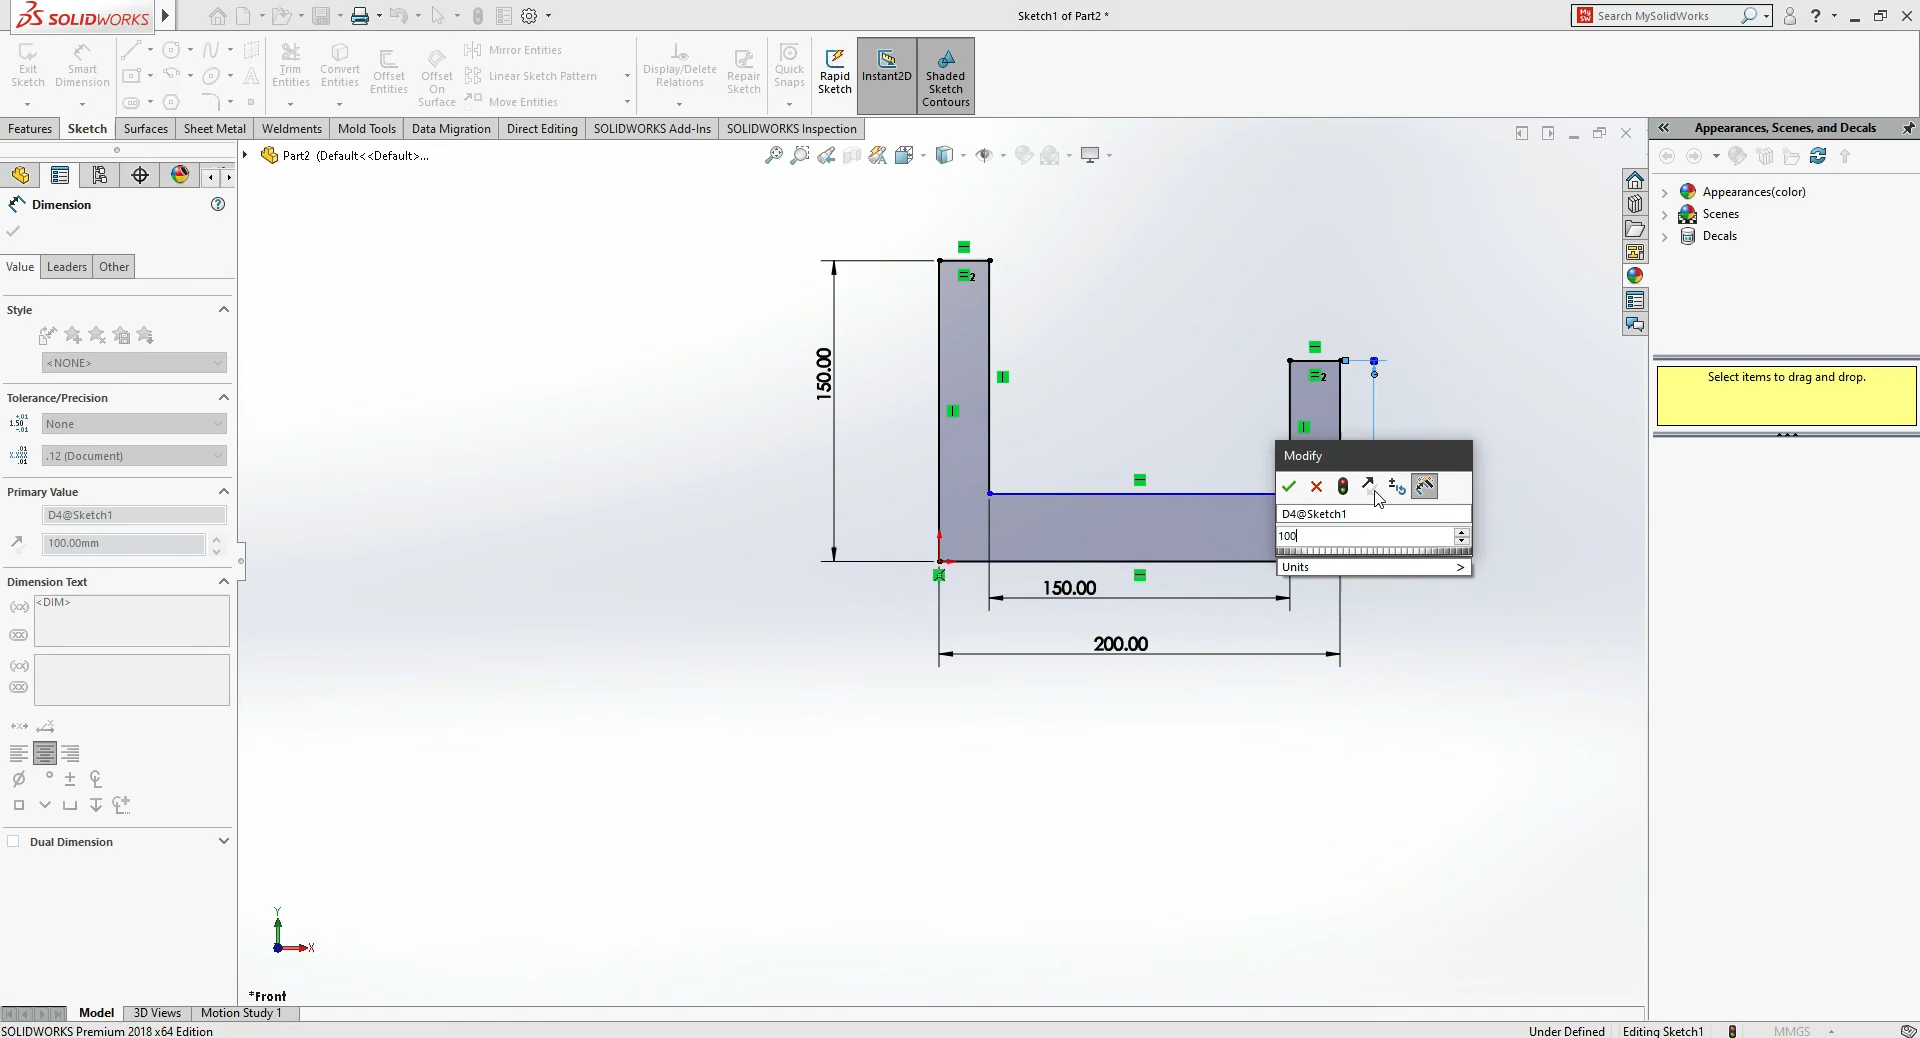 SOLIDWORKS
Sketch1 of Part2 *
Search MySolidWorks
Exit Sketch
Smart Dimension
Trim Entities
Convert Entities
Offset Entities
Offset On Surface
Mirror Entities
Linear Sketch Pattern
Move Entities
Display/Delete Relations
Repair Sketch
Quick Snaps
Rapid Sketch
Instant2D
Shaded Sketch Contours
Features
Sketch
Surfaces
Sheet Metal
Weldments
Mold Tools
Data Migration
Direct Editing
SOLIDWORKS Add-Ins
SOLIDWORKS Inspection
Appearances, Scenes, and Decals
Part2 (Default<<Default>...
Dimension
Value
Leaders
Other
Style
<NONE>
Tolerance/Precision
None
.12 (Document)
Primary Value
D4@Sketch1
100.00mm
Dimension Text
<DIM>
Dual Dimension
Appearances(color)
Scenes
Decals
Select items to drag and drop.
150.00
2
2
Modify
D4@Sketch1
100
Units
>
150.00
200.00
Y
X
*Front
Model
3D Views
Motion Study 1
SOLIDWORKS Premium 2018 x64 Edition
Under Defined
Editing Sketch1
MMGS